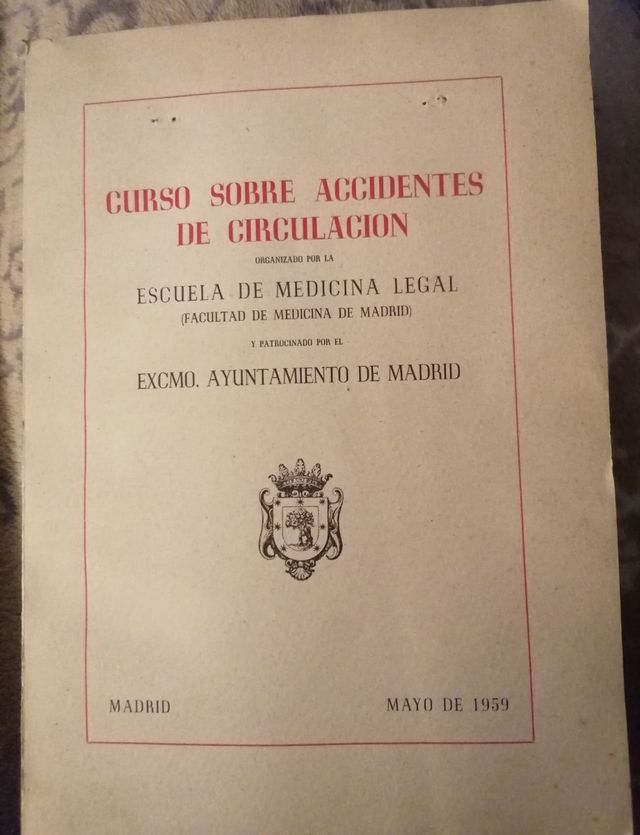 CURSO SOBRE ACCIDENTES
DE CIRCULACION
ORGANIZADO POR LA
ESCUELA DE MEDICINA LEGAL
(FACULTAD DE MEDICINA DE MADRID)
Y PATROCINADO POR EL
EXCMO. AYUNTAMIENTO DE MADRID
MADRID MAYO DE 1959